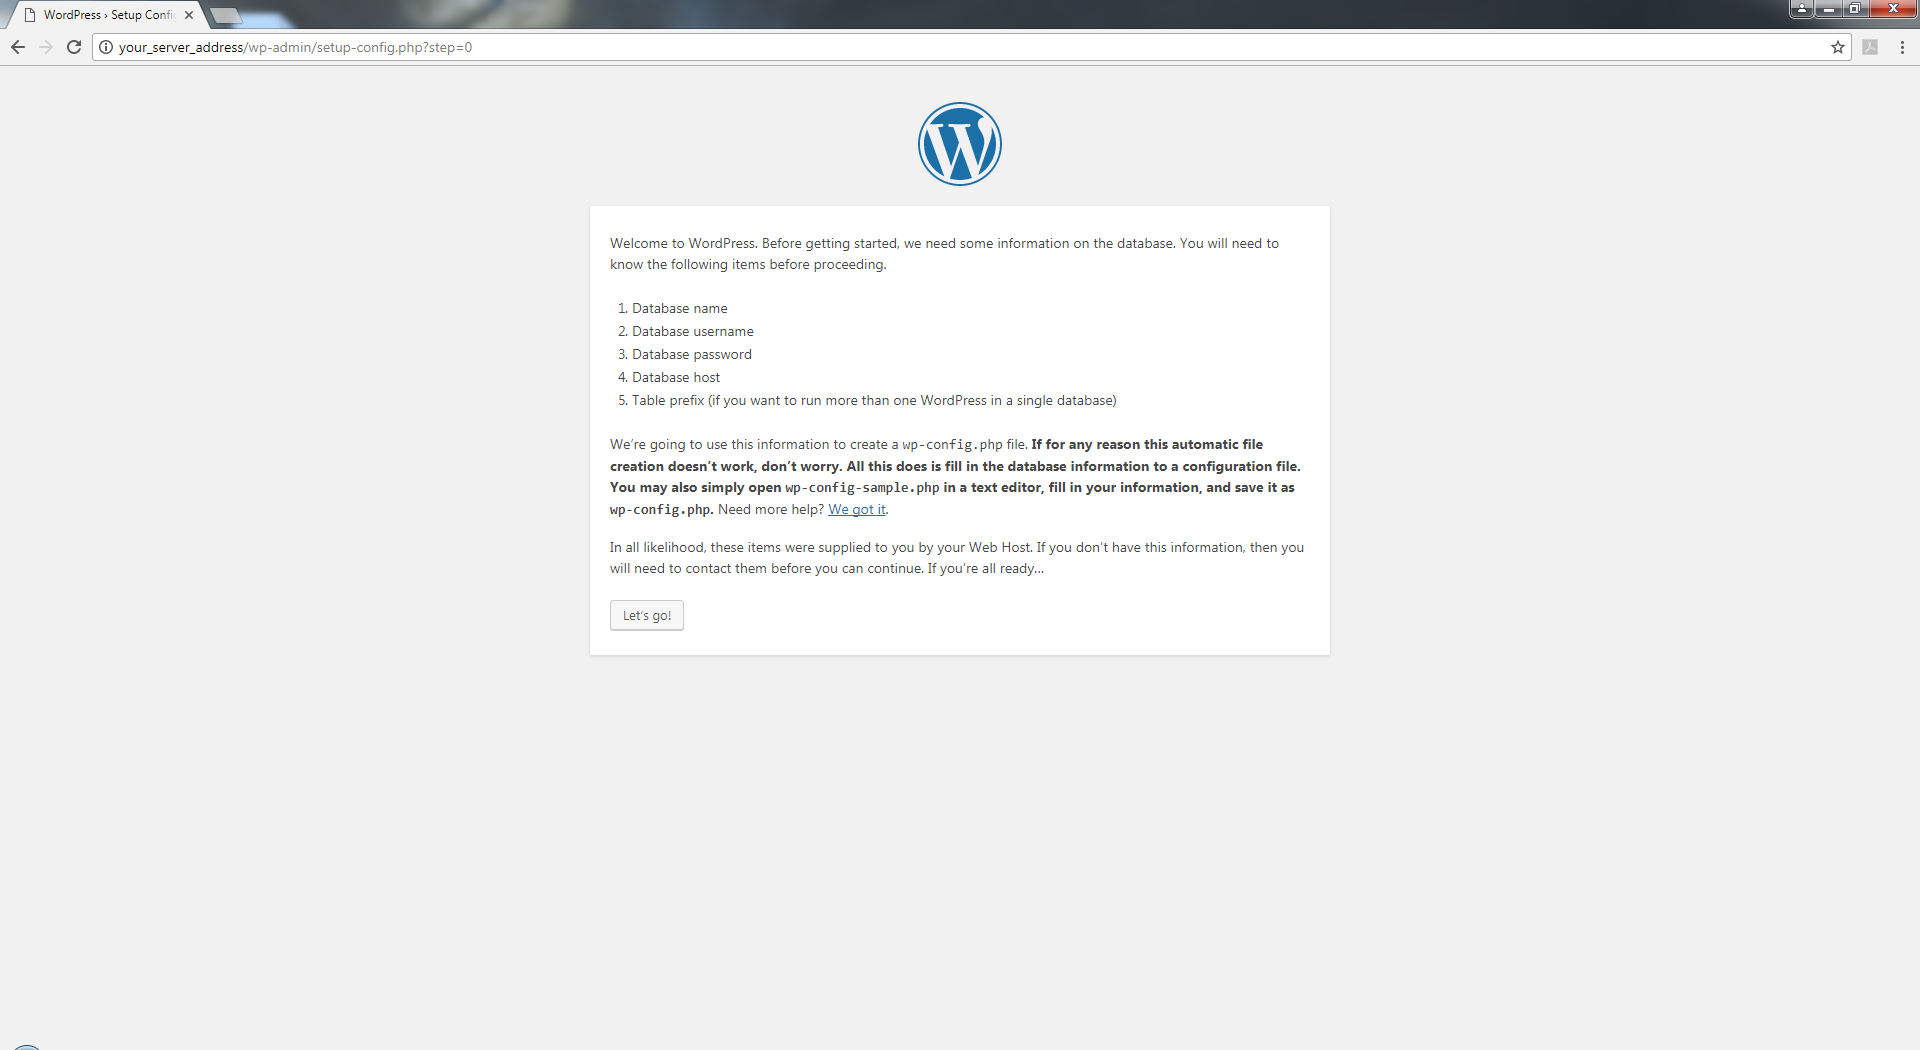 WordPress › Setup Confi
your_server_address/wp-admin/setup-config.php?step=0
Welcome to WordPress. Before getting started, we need some information on the database. You will need to
know the following items before proceeding.
1. Database name
2. Database username
3. Database password
4. Database host
5. Table prefix (if you want to run more than one WordPress in a single database)
We’re going to use this information to create a wp-config.php file. If for any reason this automatic file
creation doesn’t work, don’t worry. All this does is fill in the database information to a configuration file.
You may also simply open wp-config-sample.php in a text editor, fill in your information, and save it as
wp-config.php. Need more help? We got it.
In all likelihood, these items were supplied to you by your Web Host. If you don’t have this information, then you
will need to contact them before you can continue. If you’re all ready…
Let’s go!